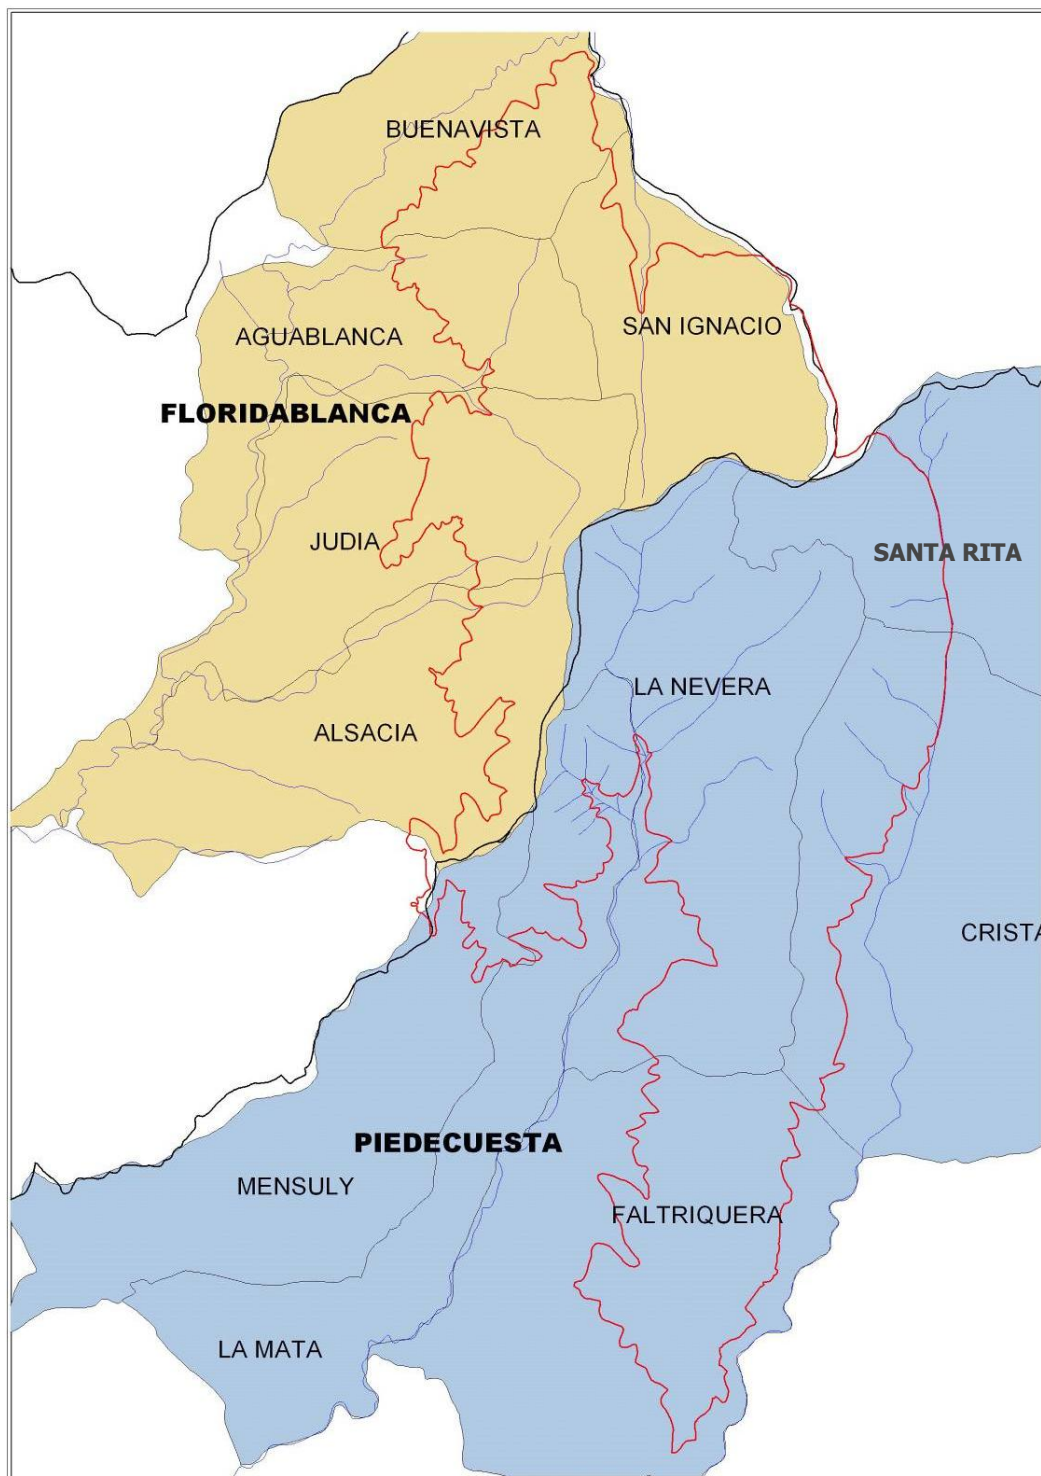 BUENAVISTA
SAN IGNACIO
AGUABLANCA
FLORIDABLANCA
JUDIA
SANTA RITA
LA NEVERA
ALSACIA
CRISTA
PIEDECUESTA
MENSULY
FALTRIQUERA
LA MATA